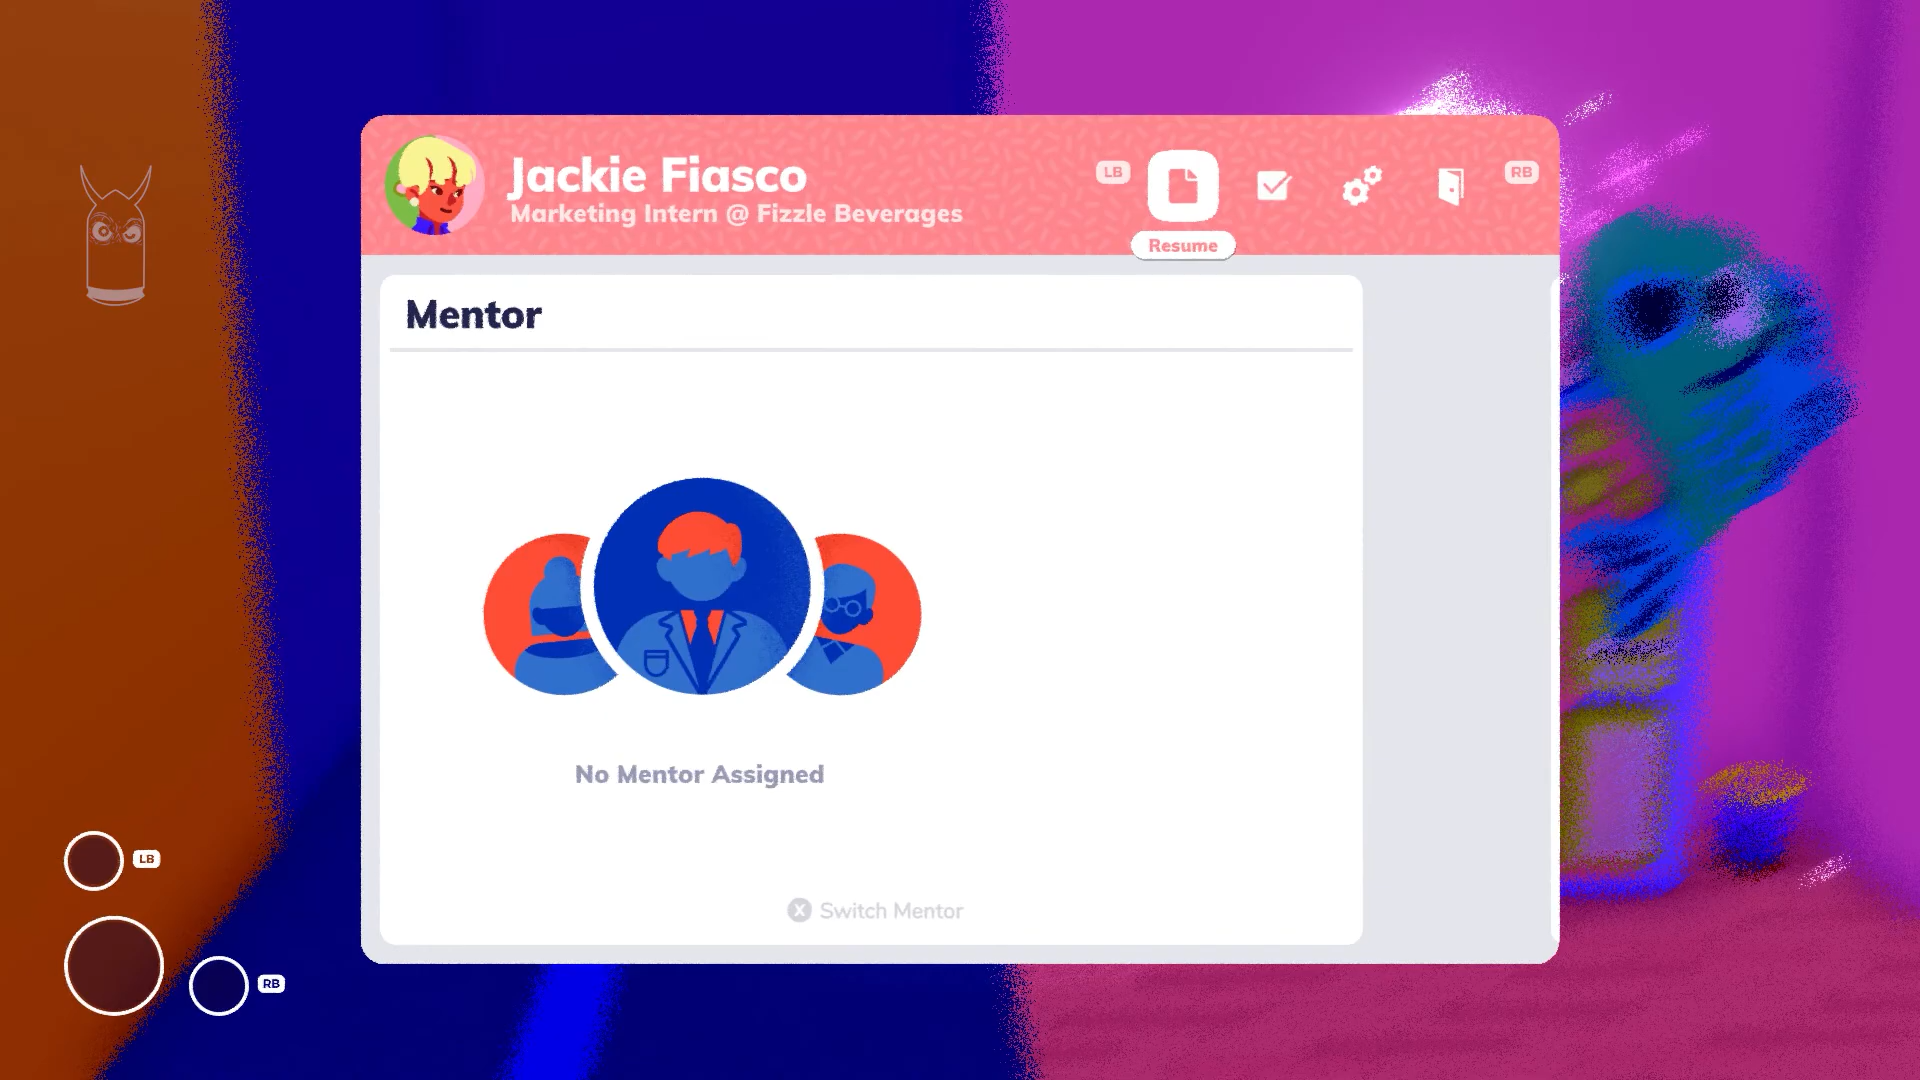 Jackie Fiasco
Marketing Intern @ Fizzle Beverages
LB
RB
Resume
Mentor
No Mentor Assigned
X Switch Mentor
LB
RB